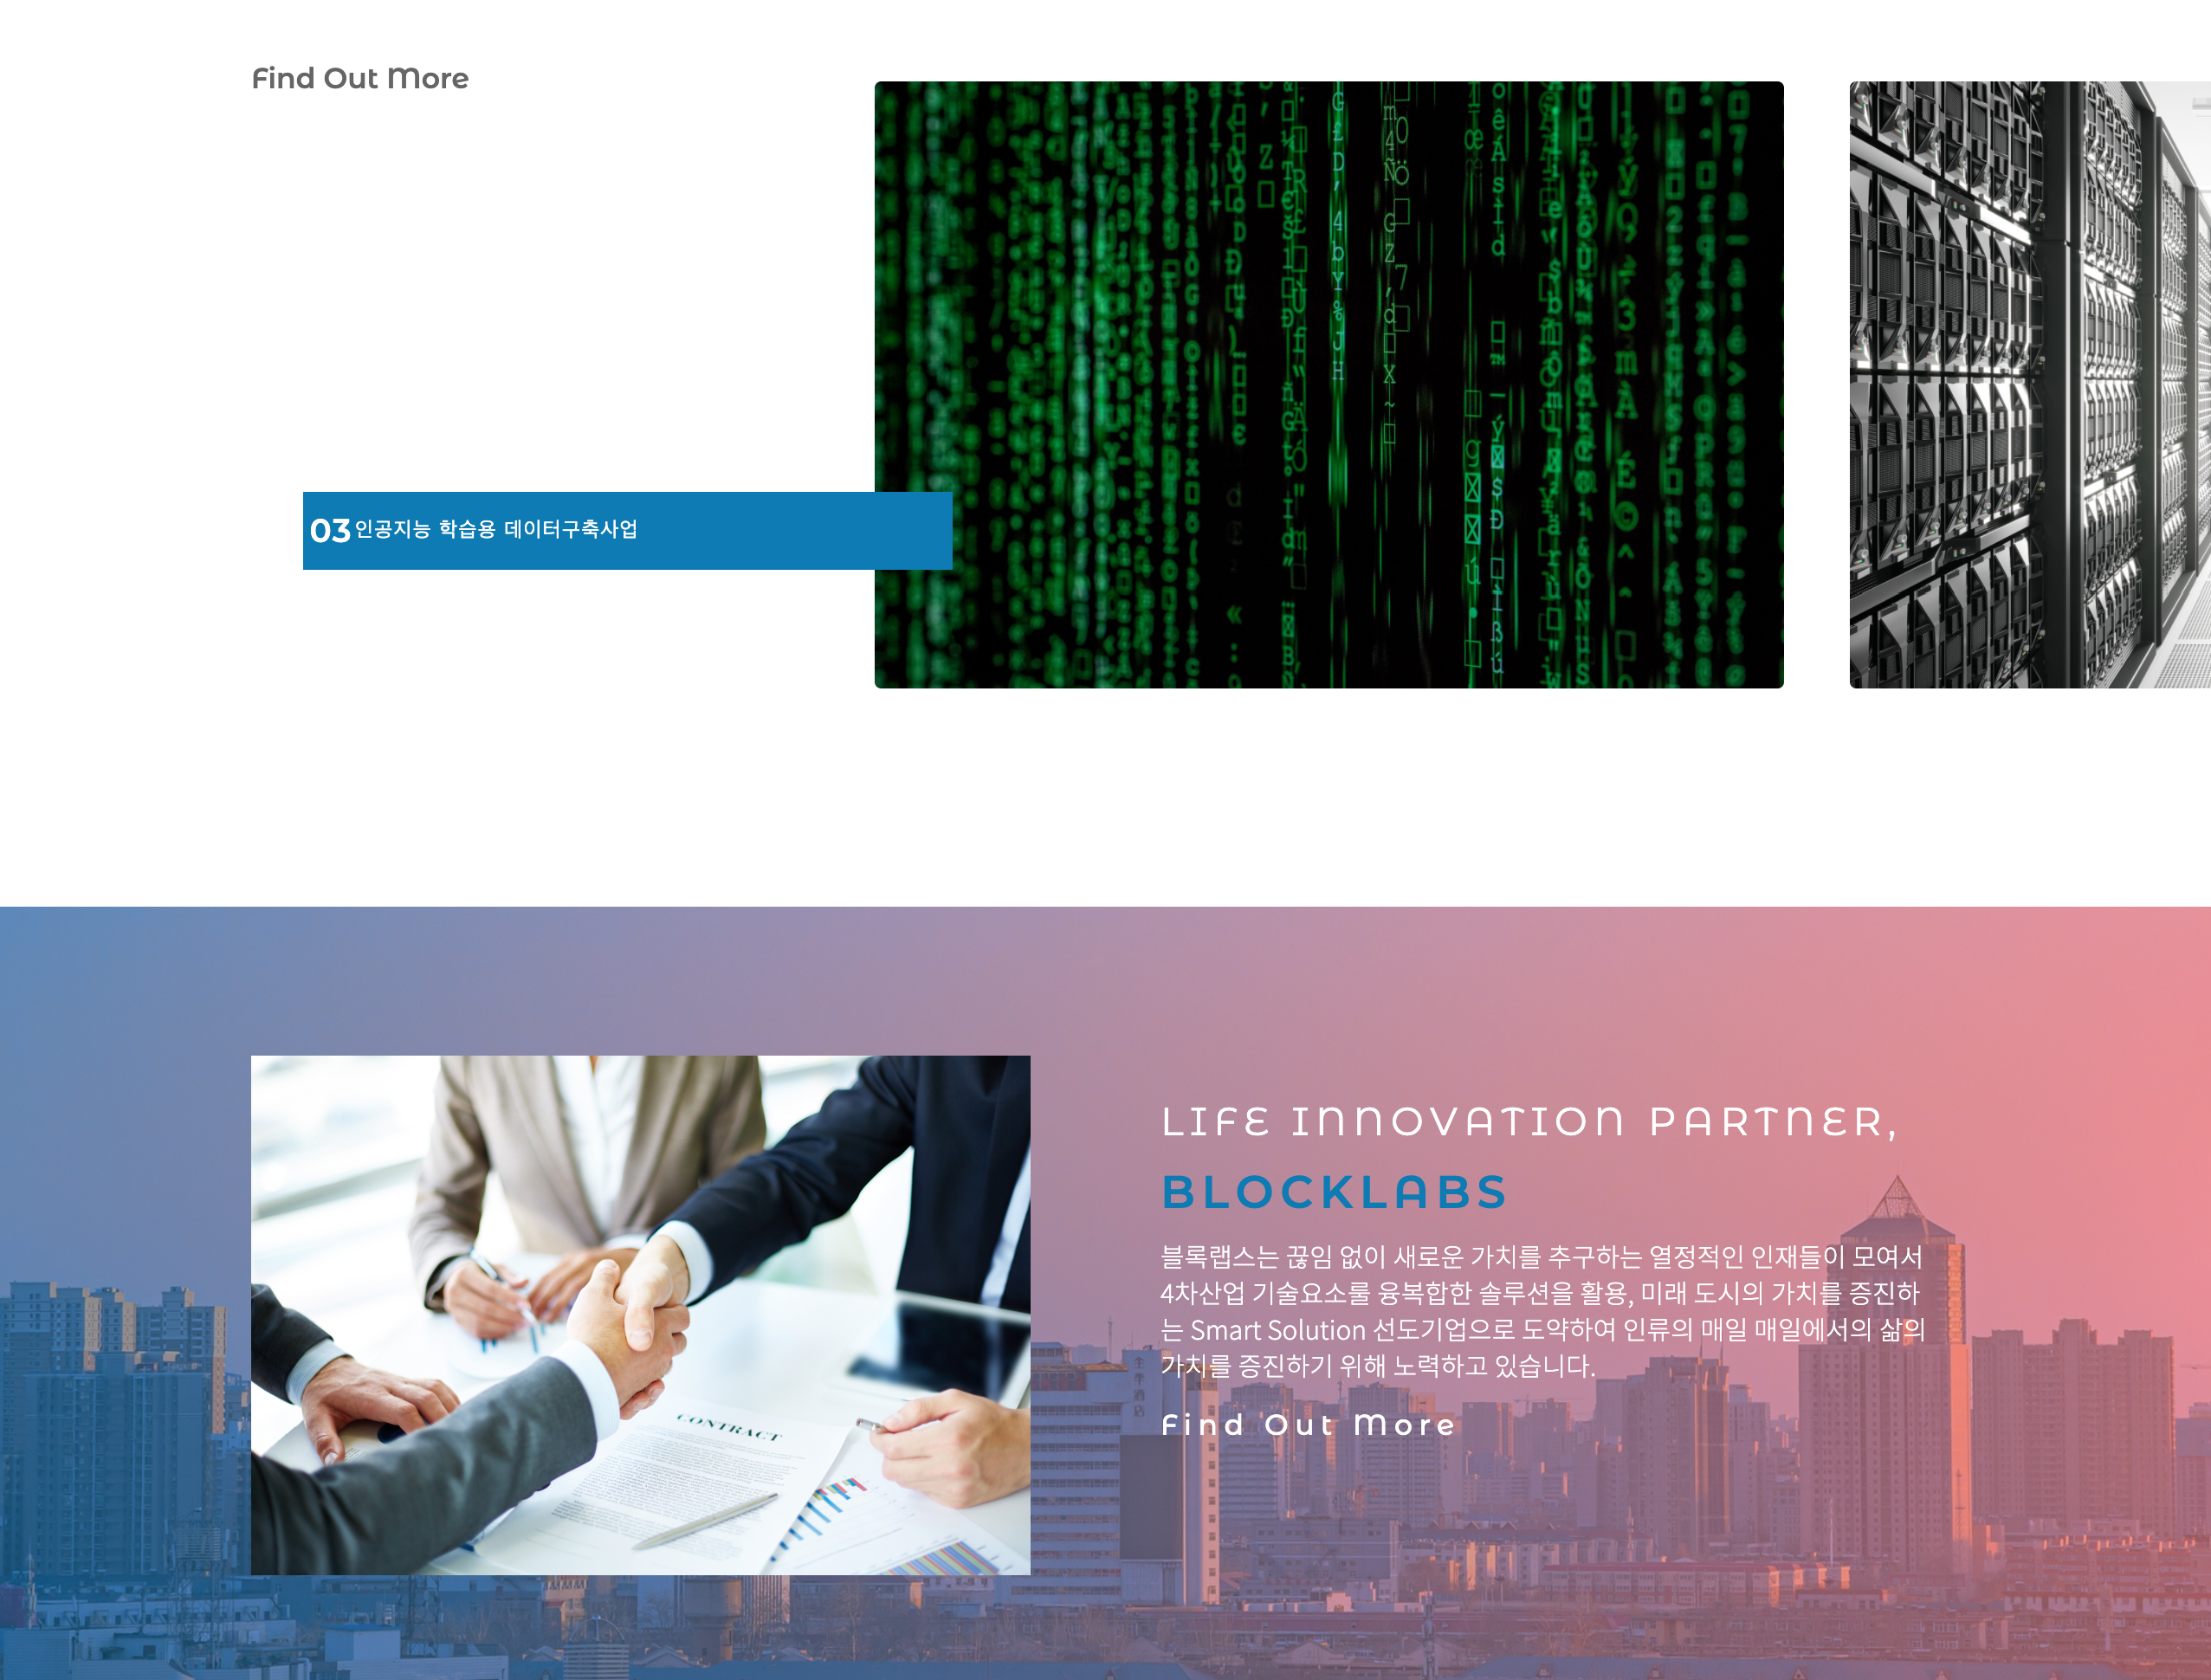 Find Out More
03 인공지능 학습용 데이터구축사업
LIFE INNOVATION PARTNER,
BLOCKLABS
블록랩스는 끊임 없이 새로운 가치를 추구하는 열정적인 인재들이 모여서
4차산업 기술요소룰 융복합한 솔루션을 활용, 미래 도시의 가치를 증진하
는 Smart Solution 선도기업으로 도약하여 인류의 매일 매일에서의 삶의
가치를 증진하기 위해 노력하고 있습니다.
Find Out More
CONTRACT